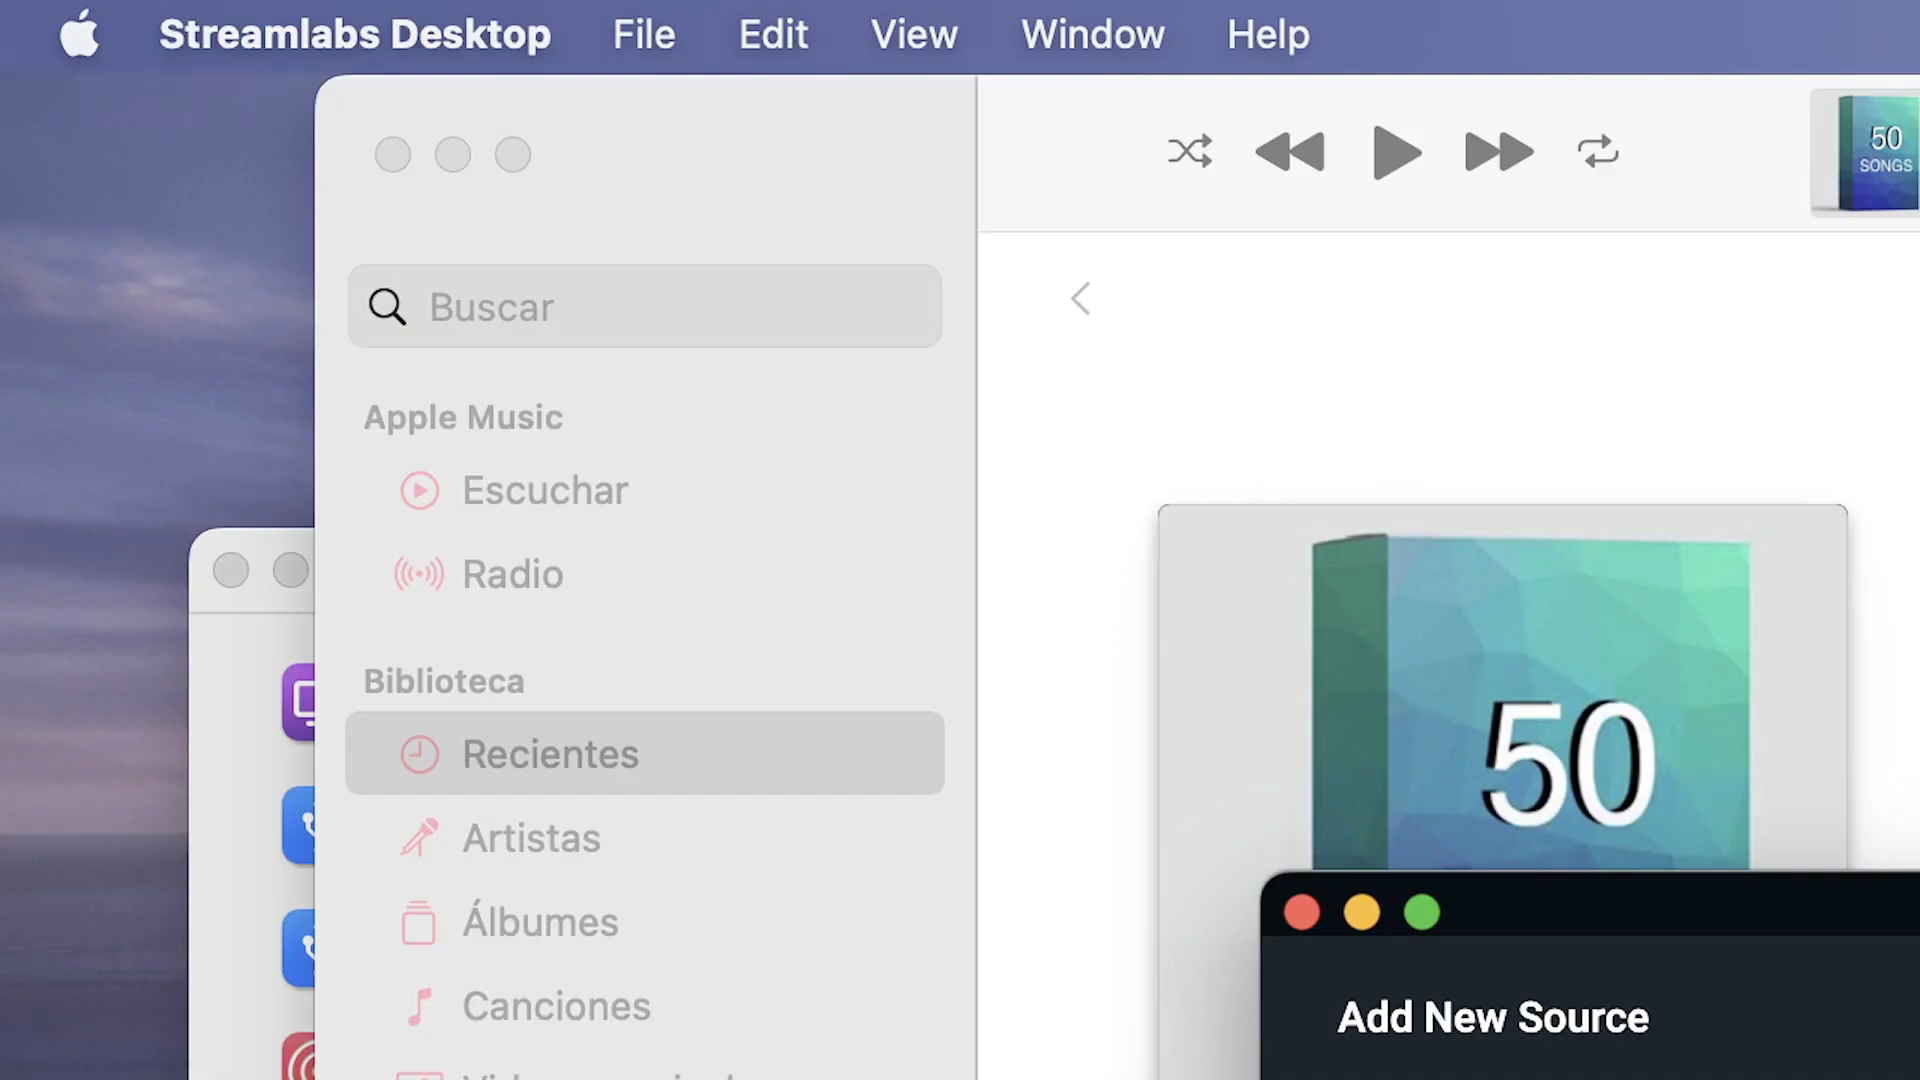 Streamlabs Desktop File Edit View Window Help
50
SONGS
Buscar
Apple Music
Escuchar
Radio
Biblioteca
Recientes
Artistas
Álbumes
Canciones
50
Add New Source